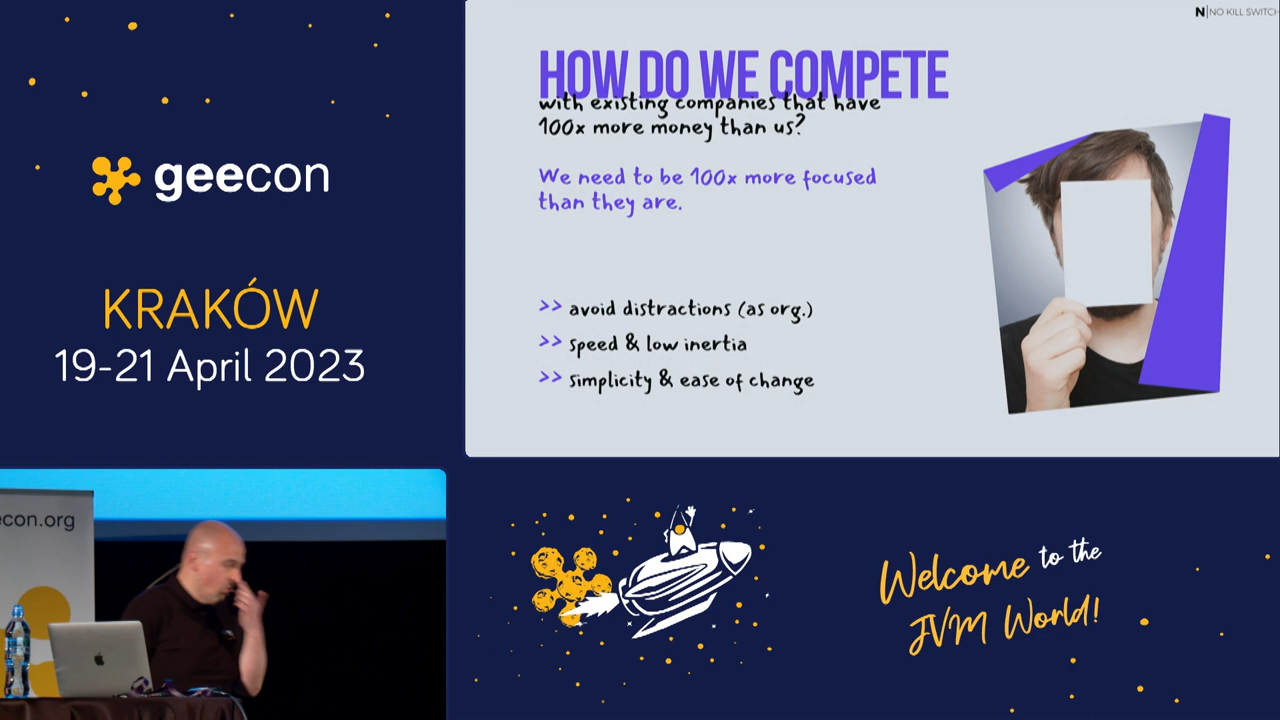 geecon
KRAKÓW
19-21 April 2023
N|NO KILL SWITCH
HOW DO WE COMPETE
with existing companies that have
100x more money than us?
We need to be 100x more focused
than they are.
>> avoid distractions (as org.)
>> speed & low inertia
>> simplicity & ease of change
econ.org
Welcome to the
JVM World!